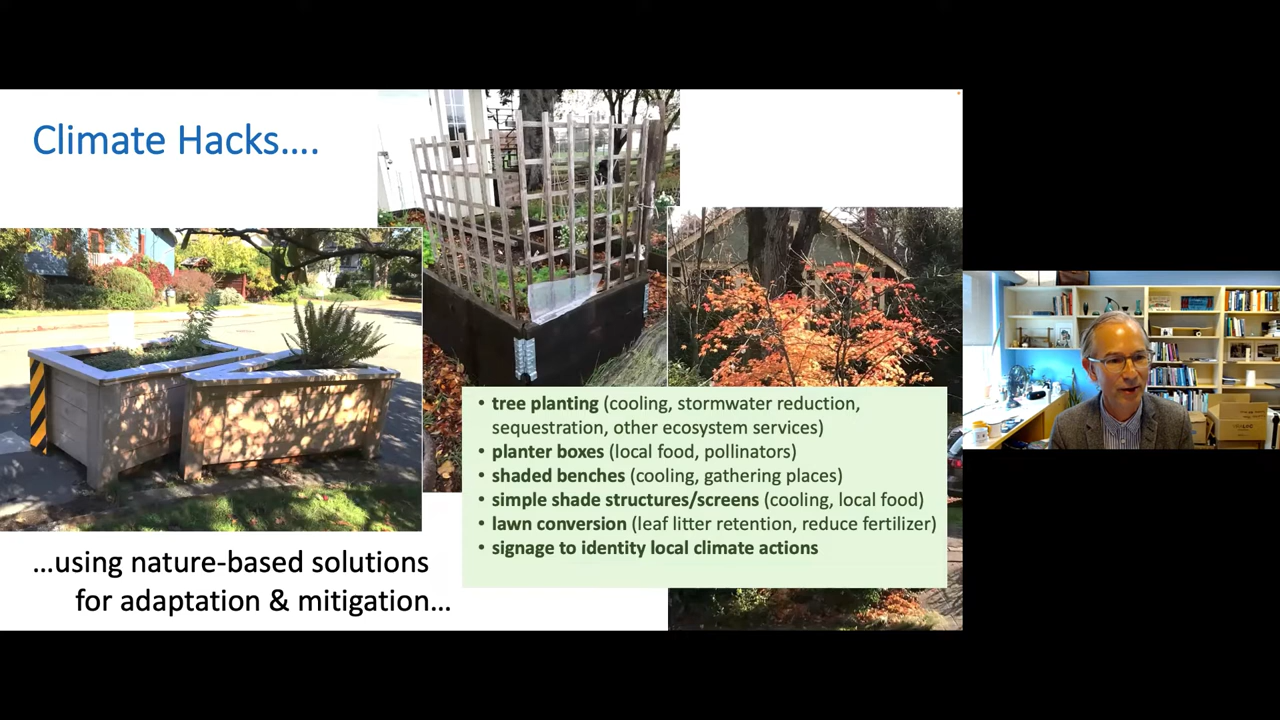 Climate Hacks....
• tree planting (cooling, stormwater reduction,
sequestration, other ecosystem services)
• planter boxes (local food, pollinators)
• shaded benches (cooling, gathering places)
• simple shade structures/screens (cooling, local food)
• lawn conversion (leaf litter retention, reduce fertilizer)
• signage to identity local climate actions
...using nature-based solutions
for adaptation & mitigation...